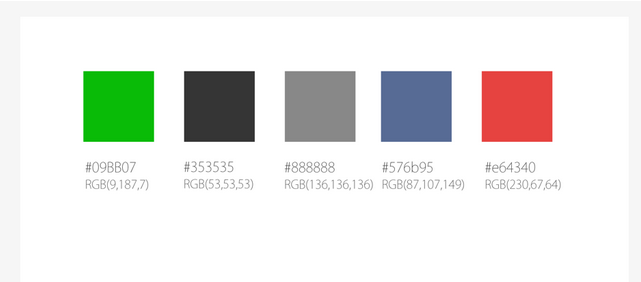 #09BB07
RGB(9,187,7)
#353535
RGB(53,53,53)
#888888
RGB(136,136,136)
#576b95
RGB(87,107,149)
#e64340
RGB(230,67,64)